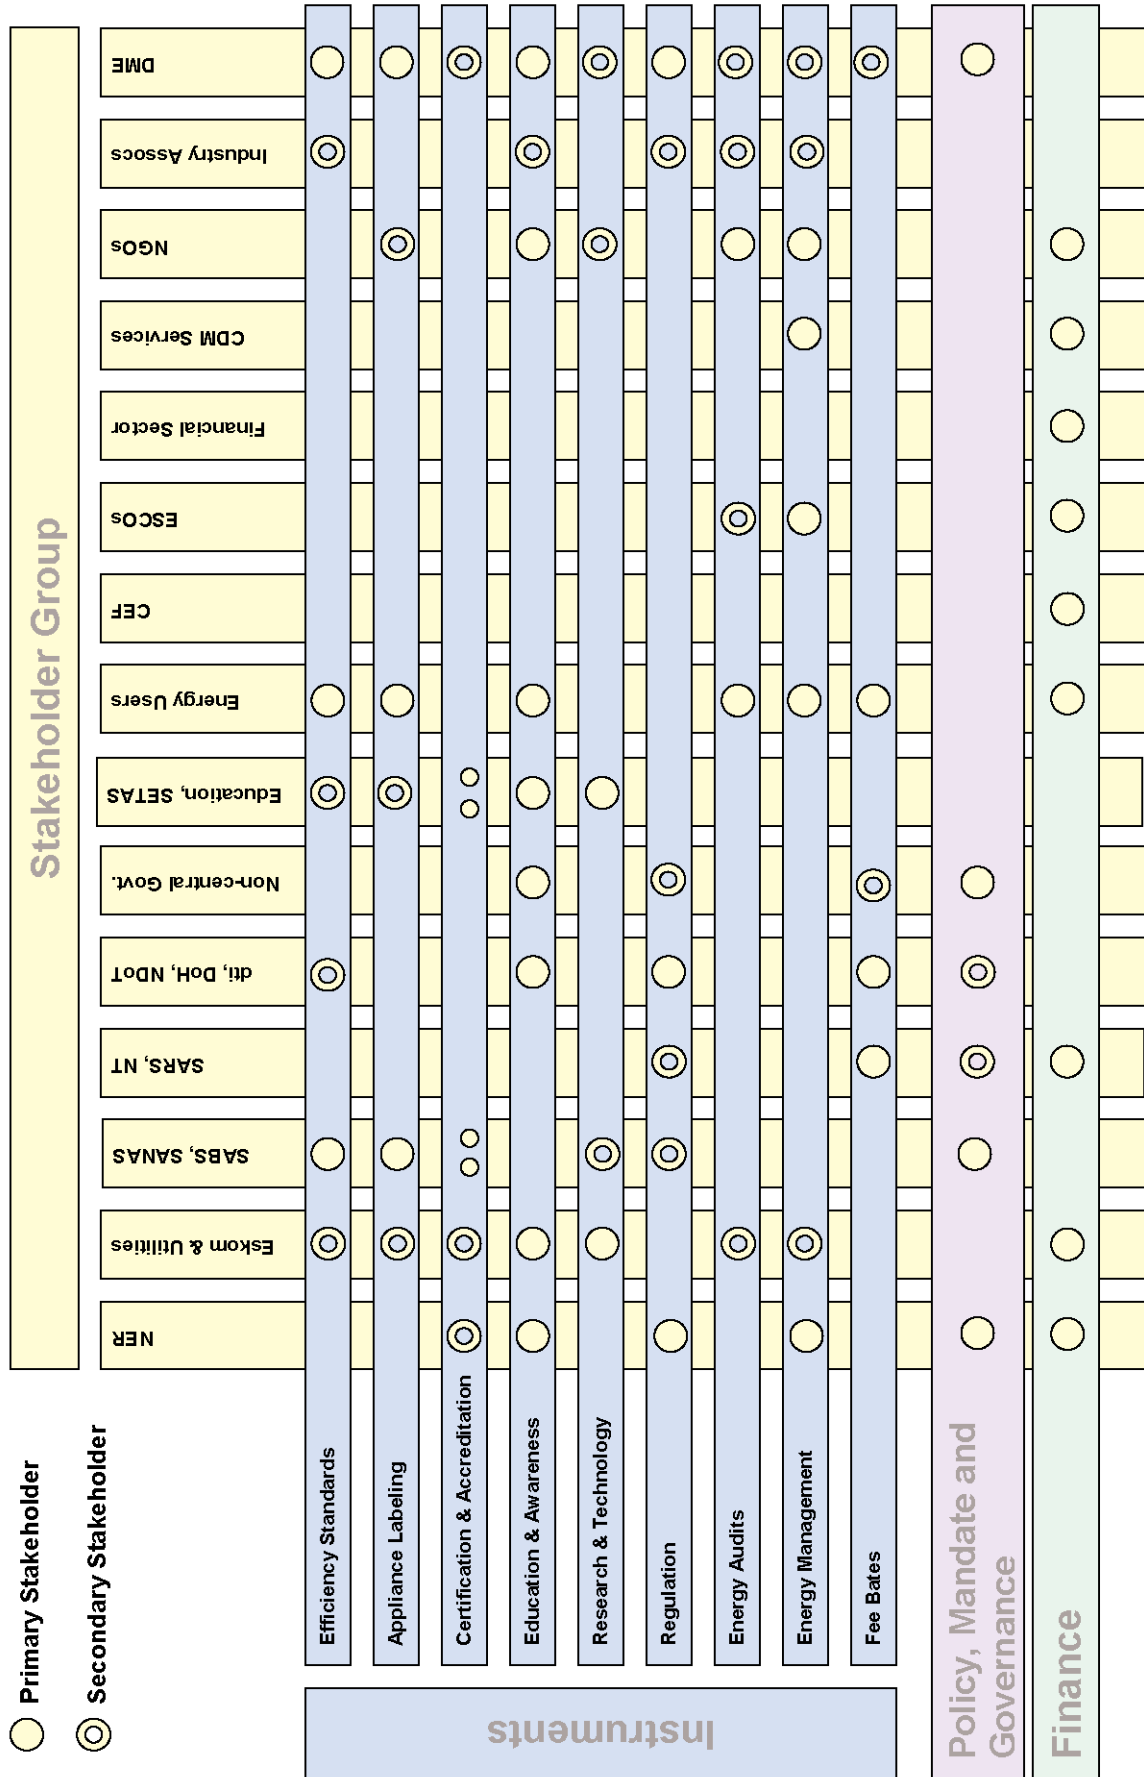 Primary Stakeholder
Secondary Stakeholder
Stakeholder Group
NER
Eskom & Utilities
SABS, SANAS
SARS, NT
dti, DoH, NDoT
Non-central Govt.
Education, SETAS
Energy Users
CEF
ESCOs
Financial Sector
CDM Services
NGOs
Industry Assocs
DME
Instruments
Efficiency Standards
Appliance Labeling
Certification & Accreditation
Education & Awareness
Research & Technology
Regulation
Energy Audits
Energy Management
Fee Bates
Policy, Mandate and
Governance
Finance